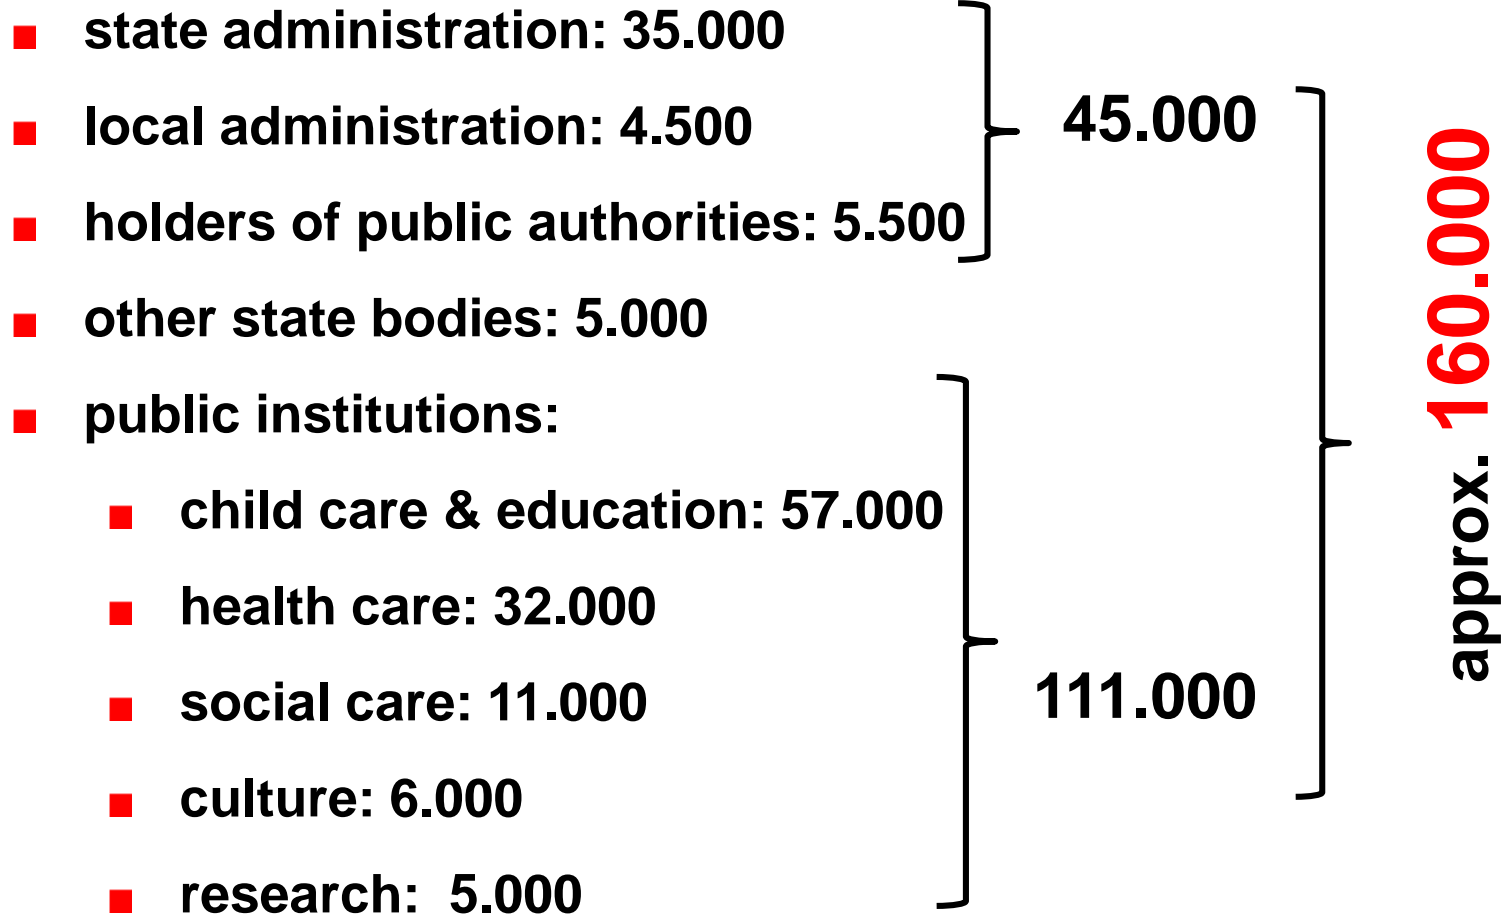 state administration: 35.000
local administration: 4.500
holders of public authorities: 5.500
45.000
other state bodies: 5.000
public institutions:
child care & education: 57.000
health care: 32.000
social care: 11.000
culture: 6.000
research: 5.000
111.000
approx. 160.000